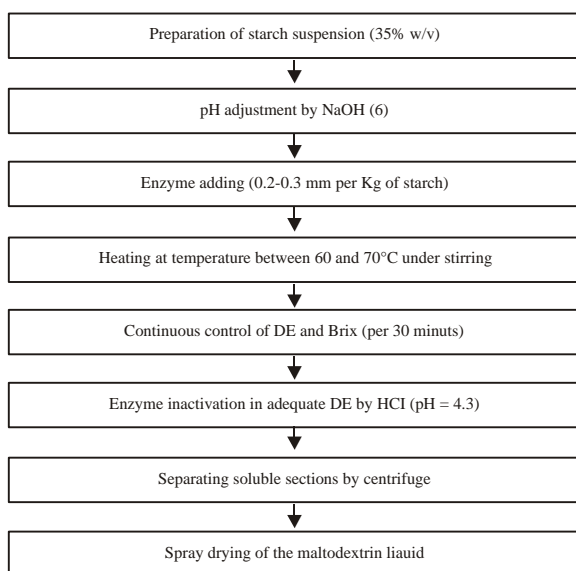 Preparation of starch suspension (35% w/v)
pH adjustment by NaOH (6)
Enzyme adding (0.2-0.3 mm per Kg of starch)
Heating at temperature between 60 and 70°C under stirring
Continuous control of DE and Brix (per 30 minuts)
Enzyme inactivation in adequate DE by HCI (pH = 4.3)
Separating soluble sections by centrifuge
Spray drying of the maltodextrin liauid